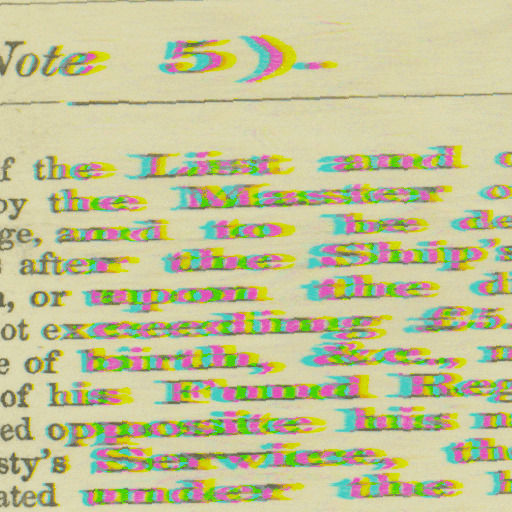 Note 5).
f the List and
by the Master
ge, and to be de
after the Ship's
, or upon the di
ot exceeding £5.
e of birth, &c.,
of his Fund Reg
ed opposite his
sty's Service, the
ated under the